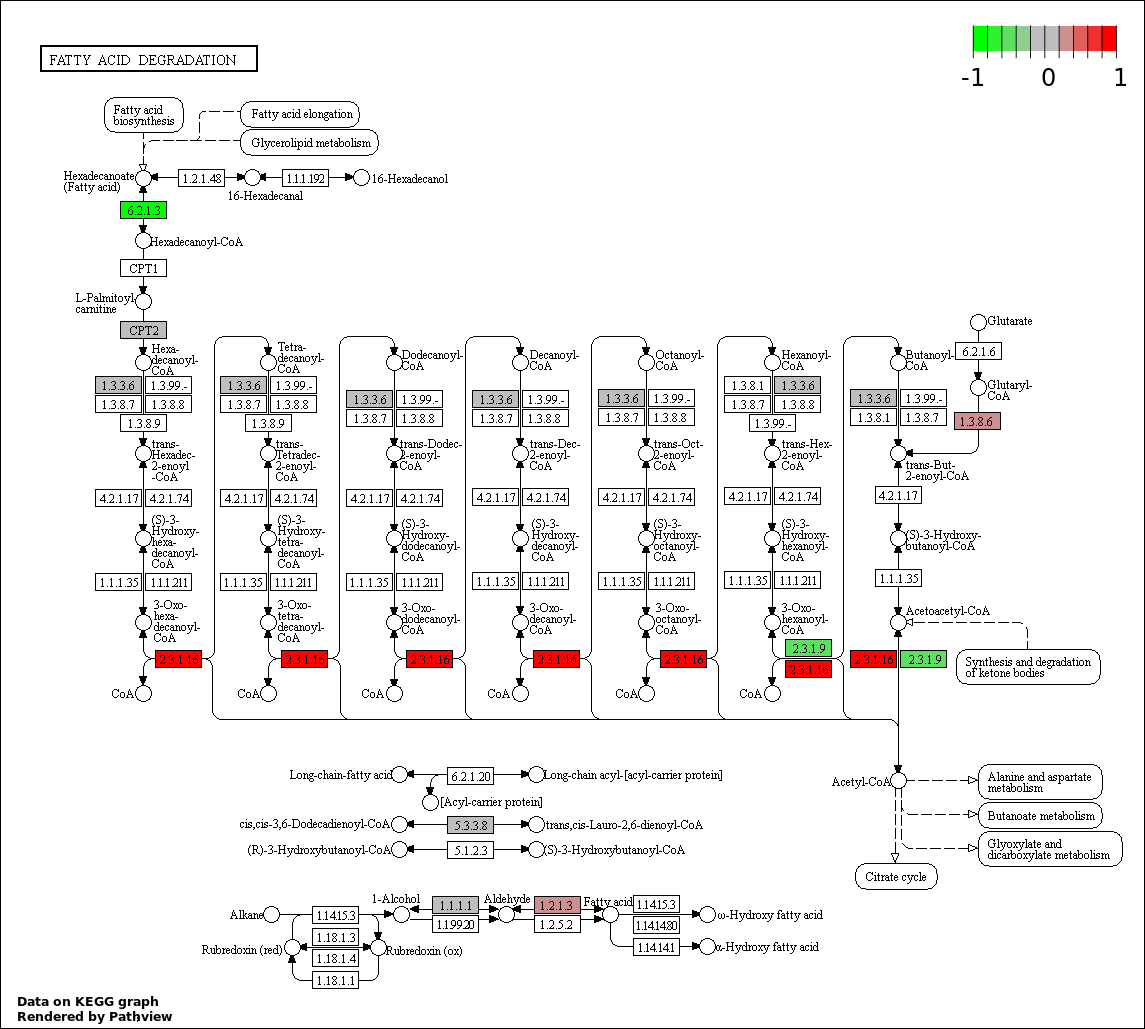 FATTY ACID DEGRADATION
-1 0 1
Fatty acid
biosynthesis
Fatty acid elongation
Glycerolipid metabolism
Hexadecanoate
(Fatty acid)
1.2.1.48
1.1.1.192
16-Hexadecanol
16-Hexadecanal
6.2.1.3
Hexadecanoyl-CoA
CPT1
L-Palmitoyl
carnitine
CPT2
Glutarate
6.2.1.6
Glutaryl-
CoA
1.3.8.6
Hexa-
decanoyl-
CoA
1.3.3.6
1.3.99.-
1.3.8.7
1.3.8.8
1.3.8.9
trans-
Hexadec-
2-enoyl
-CoA
4.2.1.17
4.2.1.74
(S)-3-
Hydroxy-
hexa-
decanoyl-
CoA
1.1.1.35
1.1.1.211
3-Oxo-
hexa-
decanoyl-
CoA
2.3.1.16
CoA
Tetra-
decanoyl-
CoA
1.3.3.6
1.3.99.-
1.3.8.7
1.3.8.8
1.3.8.9
trans-
Tetradec-
2-enoyl-
CoA
4.2.1.17
4.2.1.74
(S)-3-
Hydroxy-
tetra-
decanoyl-
CoA
1.1.1.35
1.1.1.211
3-Oxo-
tetra-
decanoyl-
CoA
2.3.1.16
CoA
Dodecanoyl-
CoA
1.3.3.6
1.3.99.-
1.3.8.7
1.3.8.8
trans-Dodec-
2-enoyl-
CoA
4.2.1.17
4.2.1.74
(S)-3-
Hydroxy-
dodecanoyl-
CoA
1.1.1.35
1.1.1.211
3-Oxo-
dodecanoyl-
CoA
2.3.1.16
CoA
Decanoyl-
CoA
1.3.3.6
1.3.99.-
1.3.8.7
1.3.8.8
trans-Dec-
2-enoyl-
CoA
4.2.1.17
4.2.1.74
(S)-3-
Hydroxy-
decanoyl-
CoA
1.1.1.35
1.1.1.211
3-Oxo-
decanoyl-
CoA
2.3.1.16
CoA
Octanoyl-
CoA
1.3.3.6
1.3.99.-
1.3.8.7
1.3.8.8
trans-Oct-
2-enoyl-
CoA
4.2.1.17
4.2.1.74
(S)-3-
Hydroxy-
octanoyl-
CoA
1.1.1.35
1.1.1.211
3-Oxo-
octanoyl-
CoA
2.3.1.16
CoA
Hexanoyl-
CoA
1.3.8.1
1.3.3.6
1.3.8.7
1.3.8.8
1.3.99.-
trans-Hex-
2-enoyl-
CoA
4.2.1.17
4.2.1.74
(S)-3-
Hydroxy-
hexanoyl-
CoA
1.1.1.35
1.1.1.211
3-Oxo-
hexanoyl-
CoA
2.3.1.9
2.3.1.16
CoA
Butanoyl-
CoA
1.3.3.6
1.3.99.-
1.3.8.1
1.3.8.7
trans-But-
2-enoyl-CoA
4.2.1.17
(S)-3-Hydroxy-
butanoyl-CoA
1.1.1.35
Acetoacetyl-CoA
2.3.1.16
2.3.1.9
Synthesis and degradation
of ketone bodies
Long-chain-fatty acid
6.2.1.20
Long-chain acyl-[acyl-carrier protein]
[Acyl-carrier protein]
cis,cis-3,6-Dodecadienoyl-CoA
5.3.3.8
trans,cis-Lauro-2,6-dienoyl-CoA
(R)-3-Hydroxybutanoyl-CoA
5.1.2.3
(S)-3-Hydroxybutanoyl-CoA
Acetyl-CoA
Alanine and aspartate
metabolism
Butanoate metabolism
Glyoxylate and
dicarboxylate metabolism
Citrate cycle
Alkane
1.14.15.3
1-Alcohol
1.1.1.1
1.1.99.20
Aldehyde
1.2.1.3
1.2.5.2
Fatty acid
1.14.15.3
1.14.14.80
ω-Hydroxy fatty acid
1.14.14.1
α-Hydroxy fatty acid
Rubredoxin (red)
1.18.1.3
1.18.1.4
1.18.1.1
Rubredoxin (ox)
Data on KEGG graph
Rendered by Pathview